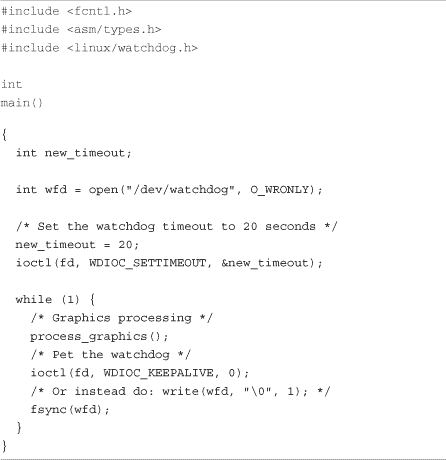 #include <fcntl.h>
#include <asm/types.h>
#include <linux/watchdog.h>

int
main()

{
  int new_timeout;

  int wfd = open("/dev/watchdog", O_WRONLY);

  /* Set the watchdog timeout to 20 seconds */
  new_timeout = 20;
  ioctl(fd, WDIOC_SETTIMEOUT, &new_timeout);

  while (1) {
    /* Graphics processing */
    process_graphics();
    /* Pet the watchdog */
    ioctl(fd, WDIOC_KEEPALIVE, 0);
    /* Or instead do: write(wfd, "\0", 1); */
    fsync(wfd);
  }
}